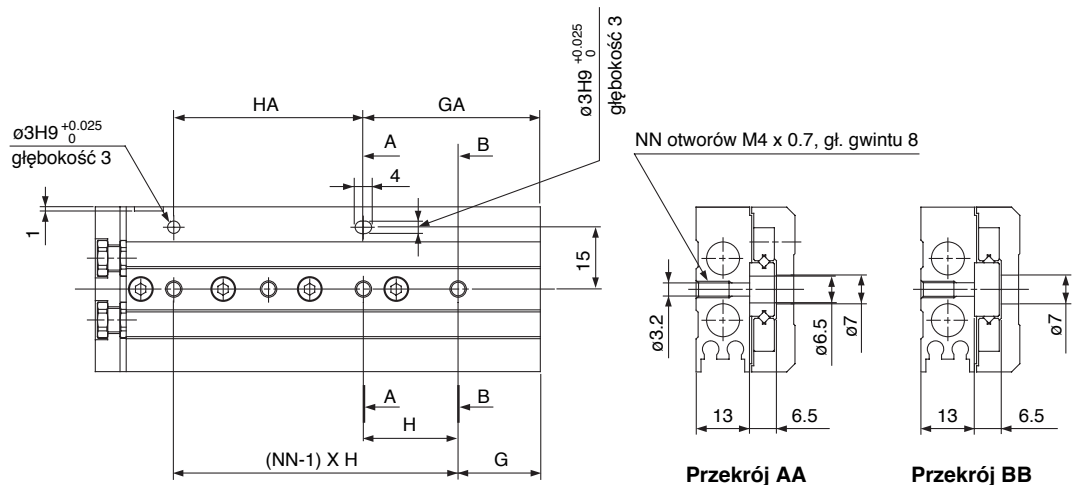 ø3H9 +0.025 0
głębokość 3
HA
GA
ø3H9 +0.025 0
głębokość 3
A
B
4
NN otworów M4 x 0.7, gł. gwintu 8
1
15
ø3.2
ø6.5
ø7
ø7
A
B
H
13
6.5
13
6.5
(NN-1) X H
G
Przekrój AA
Przekrój BB